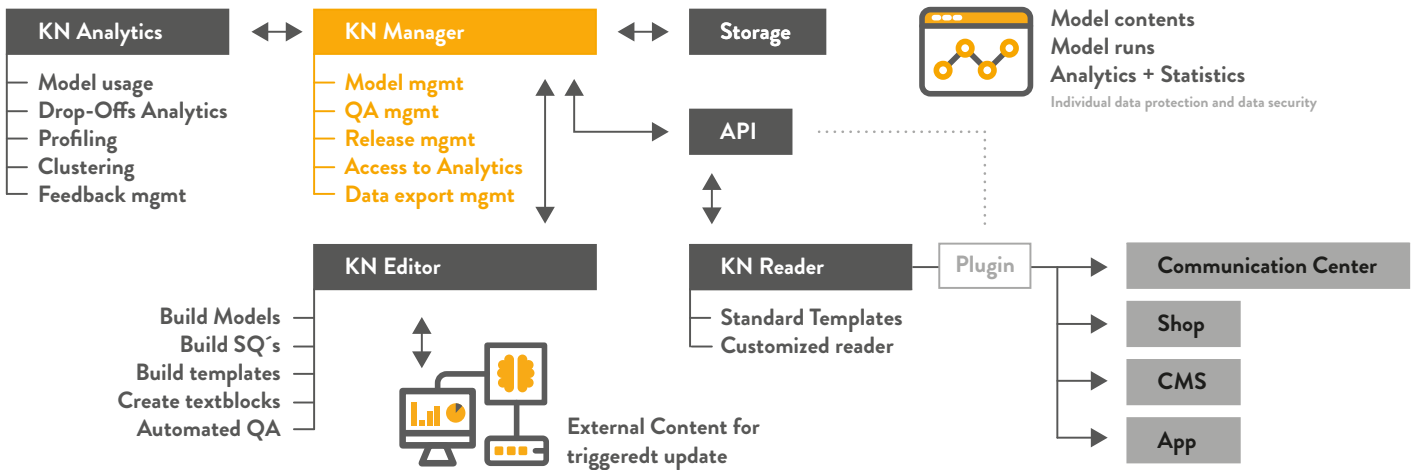 KN Analytics
Model usage
Drop-Offs Analytics
Profiling
Clustering
Feedback mgmt
KN Manager
Model mgmt
QA mgmt
Release mgmt
Access to Analytics
Data export mgmt
Storage
API
Model contents
Model runs
Analytics + Statistics
Individual data protection and data security
KN Editor
Build Models
Build SQ´s
Build templates
Create textblocks
Automated QA
External Content for
triggeredt update
KN Reader
Standard Templates
Customized reader
Plugin
Communication Center
Shop
CMS
App